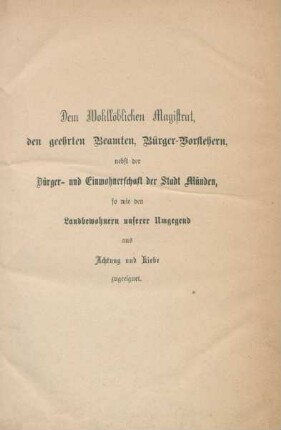 Dem Wohllöblichen Magistrat,
den geehrten Beamten, Bürger-Vorstehern,
nebst der
Bürger- und Einwohnerschaft der Stadt Münden,
so wie den
Landbewohnern unserer Umgegend
aus
Achtung und Liebe
zugeeignet.